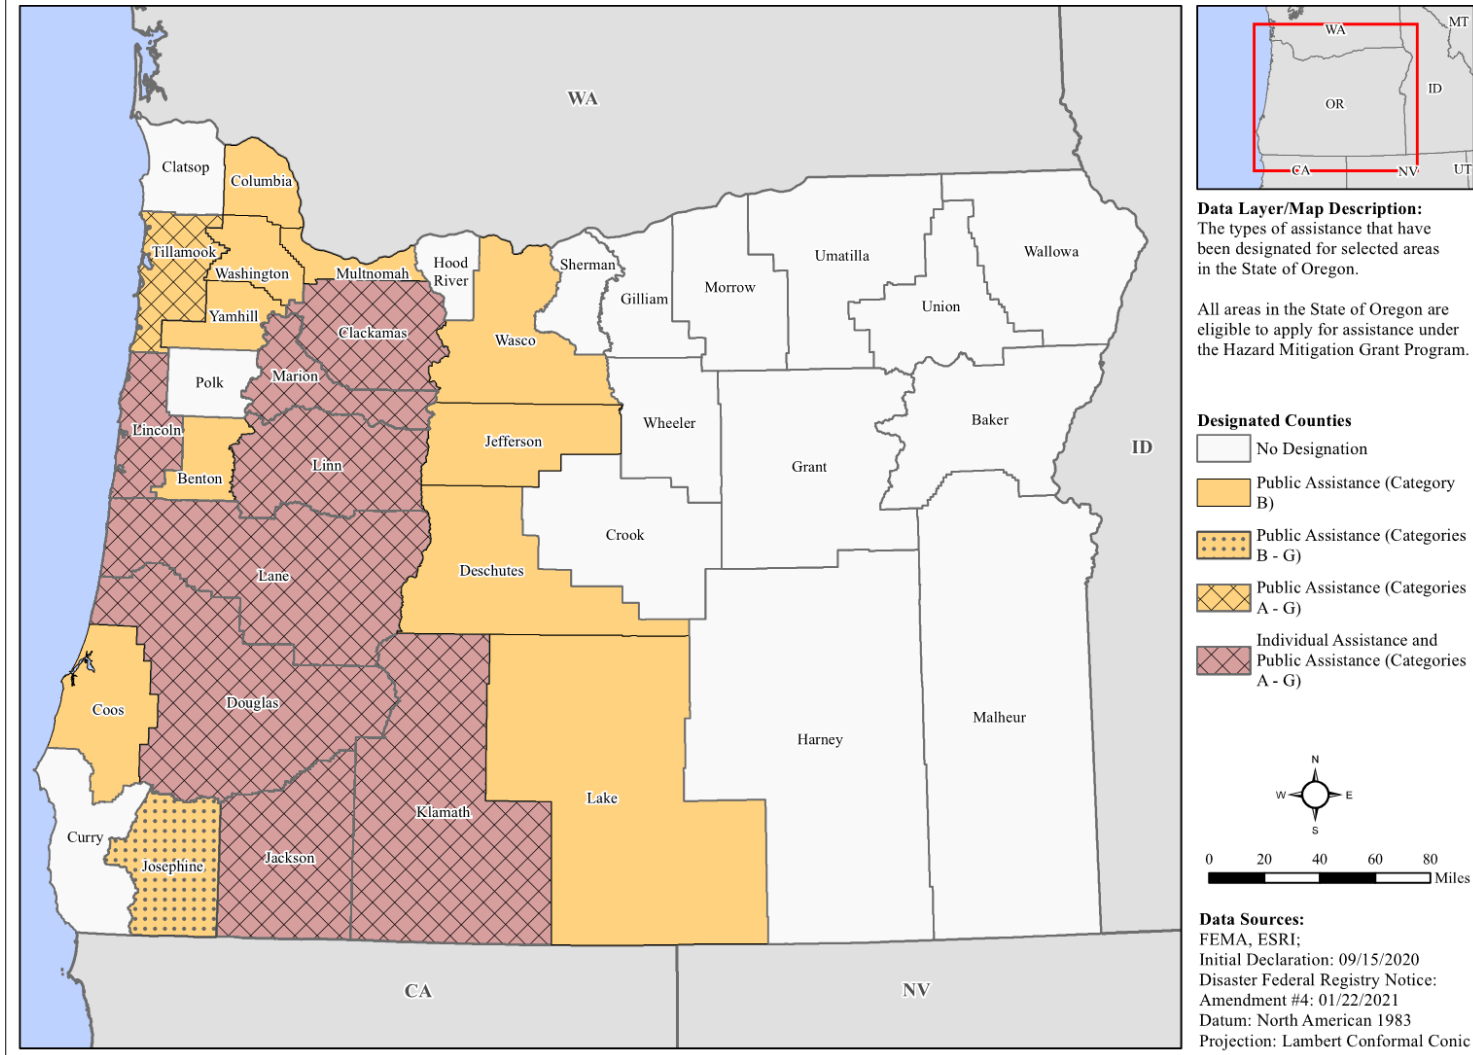 WA
Clatsop
Columbia
Tillamook
Washington
Multnomah
Hood
River
Sherman
Gilliam
Morrow
Umatilla
Union
Wallowa
Yamhill
Clackamas
Wasco
Polk
Marion
Lincoln
Benton
Linn
Jefferson
Wheeler
Grant
Baker
ID
Crook
Lane
Deschutes
Coos
Douglas
Harney
Malheur
Curry
Josephine
Jackson
Klamath
Lake
CA
NV
WA
MT
OR
ID
CA
NV
UT
Data Layer/Map Description:
The types of assistance that have
been designated for selected areas
in the State of Oregon.
All areas in the State of Oregon are
eligible to apply for assistance under
the Hazard Mitigation Grant Program.
Designated Counties
No Designation
Public Assistance (Category
B)
Public Assistance (Categories
B - G)
Public Assistance (Categories
A - G)
Individual Assistance and
Public Assistance (Categories
A - G)
N
W
E
S
0 20 40 60 80
Miles
Data Sources:
FEMA, ESRI;
Initial Declaration: 09/15/2020
Disaster Federal Registry Notice:
Amendment #4: 01/22/2021
Datum: North American 1983
Projection: Lambert Conformal Conic